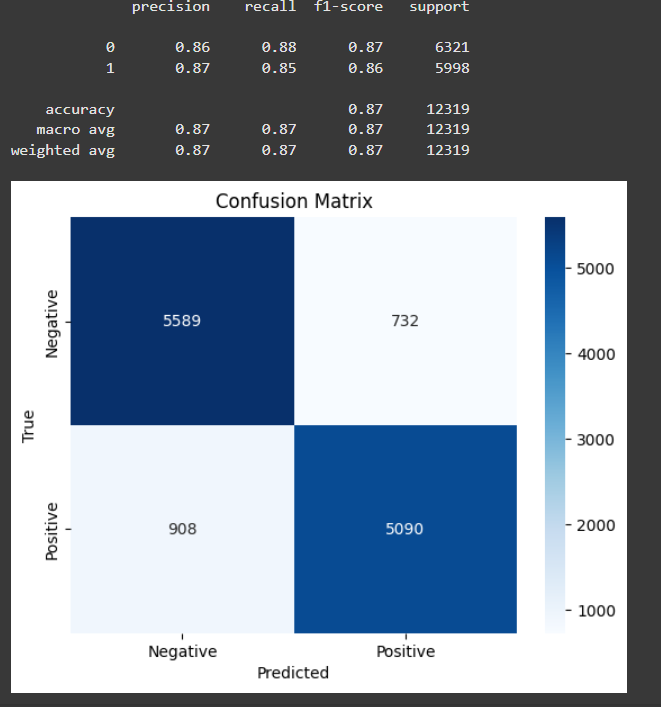 precision recall f1-score support
0 0.86 0.88 0.87 6321
1 0.87 0.85 0.86 5998
accuracy 0.87 12319
macro avg 0.87 0.87 0.87 12319
weighted avg 0.87 0.87 0.87 12319
Confusion Matrix
5589 732
908 5090
Negative
Positive
True
Negative Positive
Predicted
5000
4000
3000
2000
1000